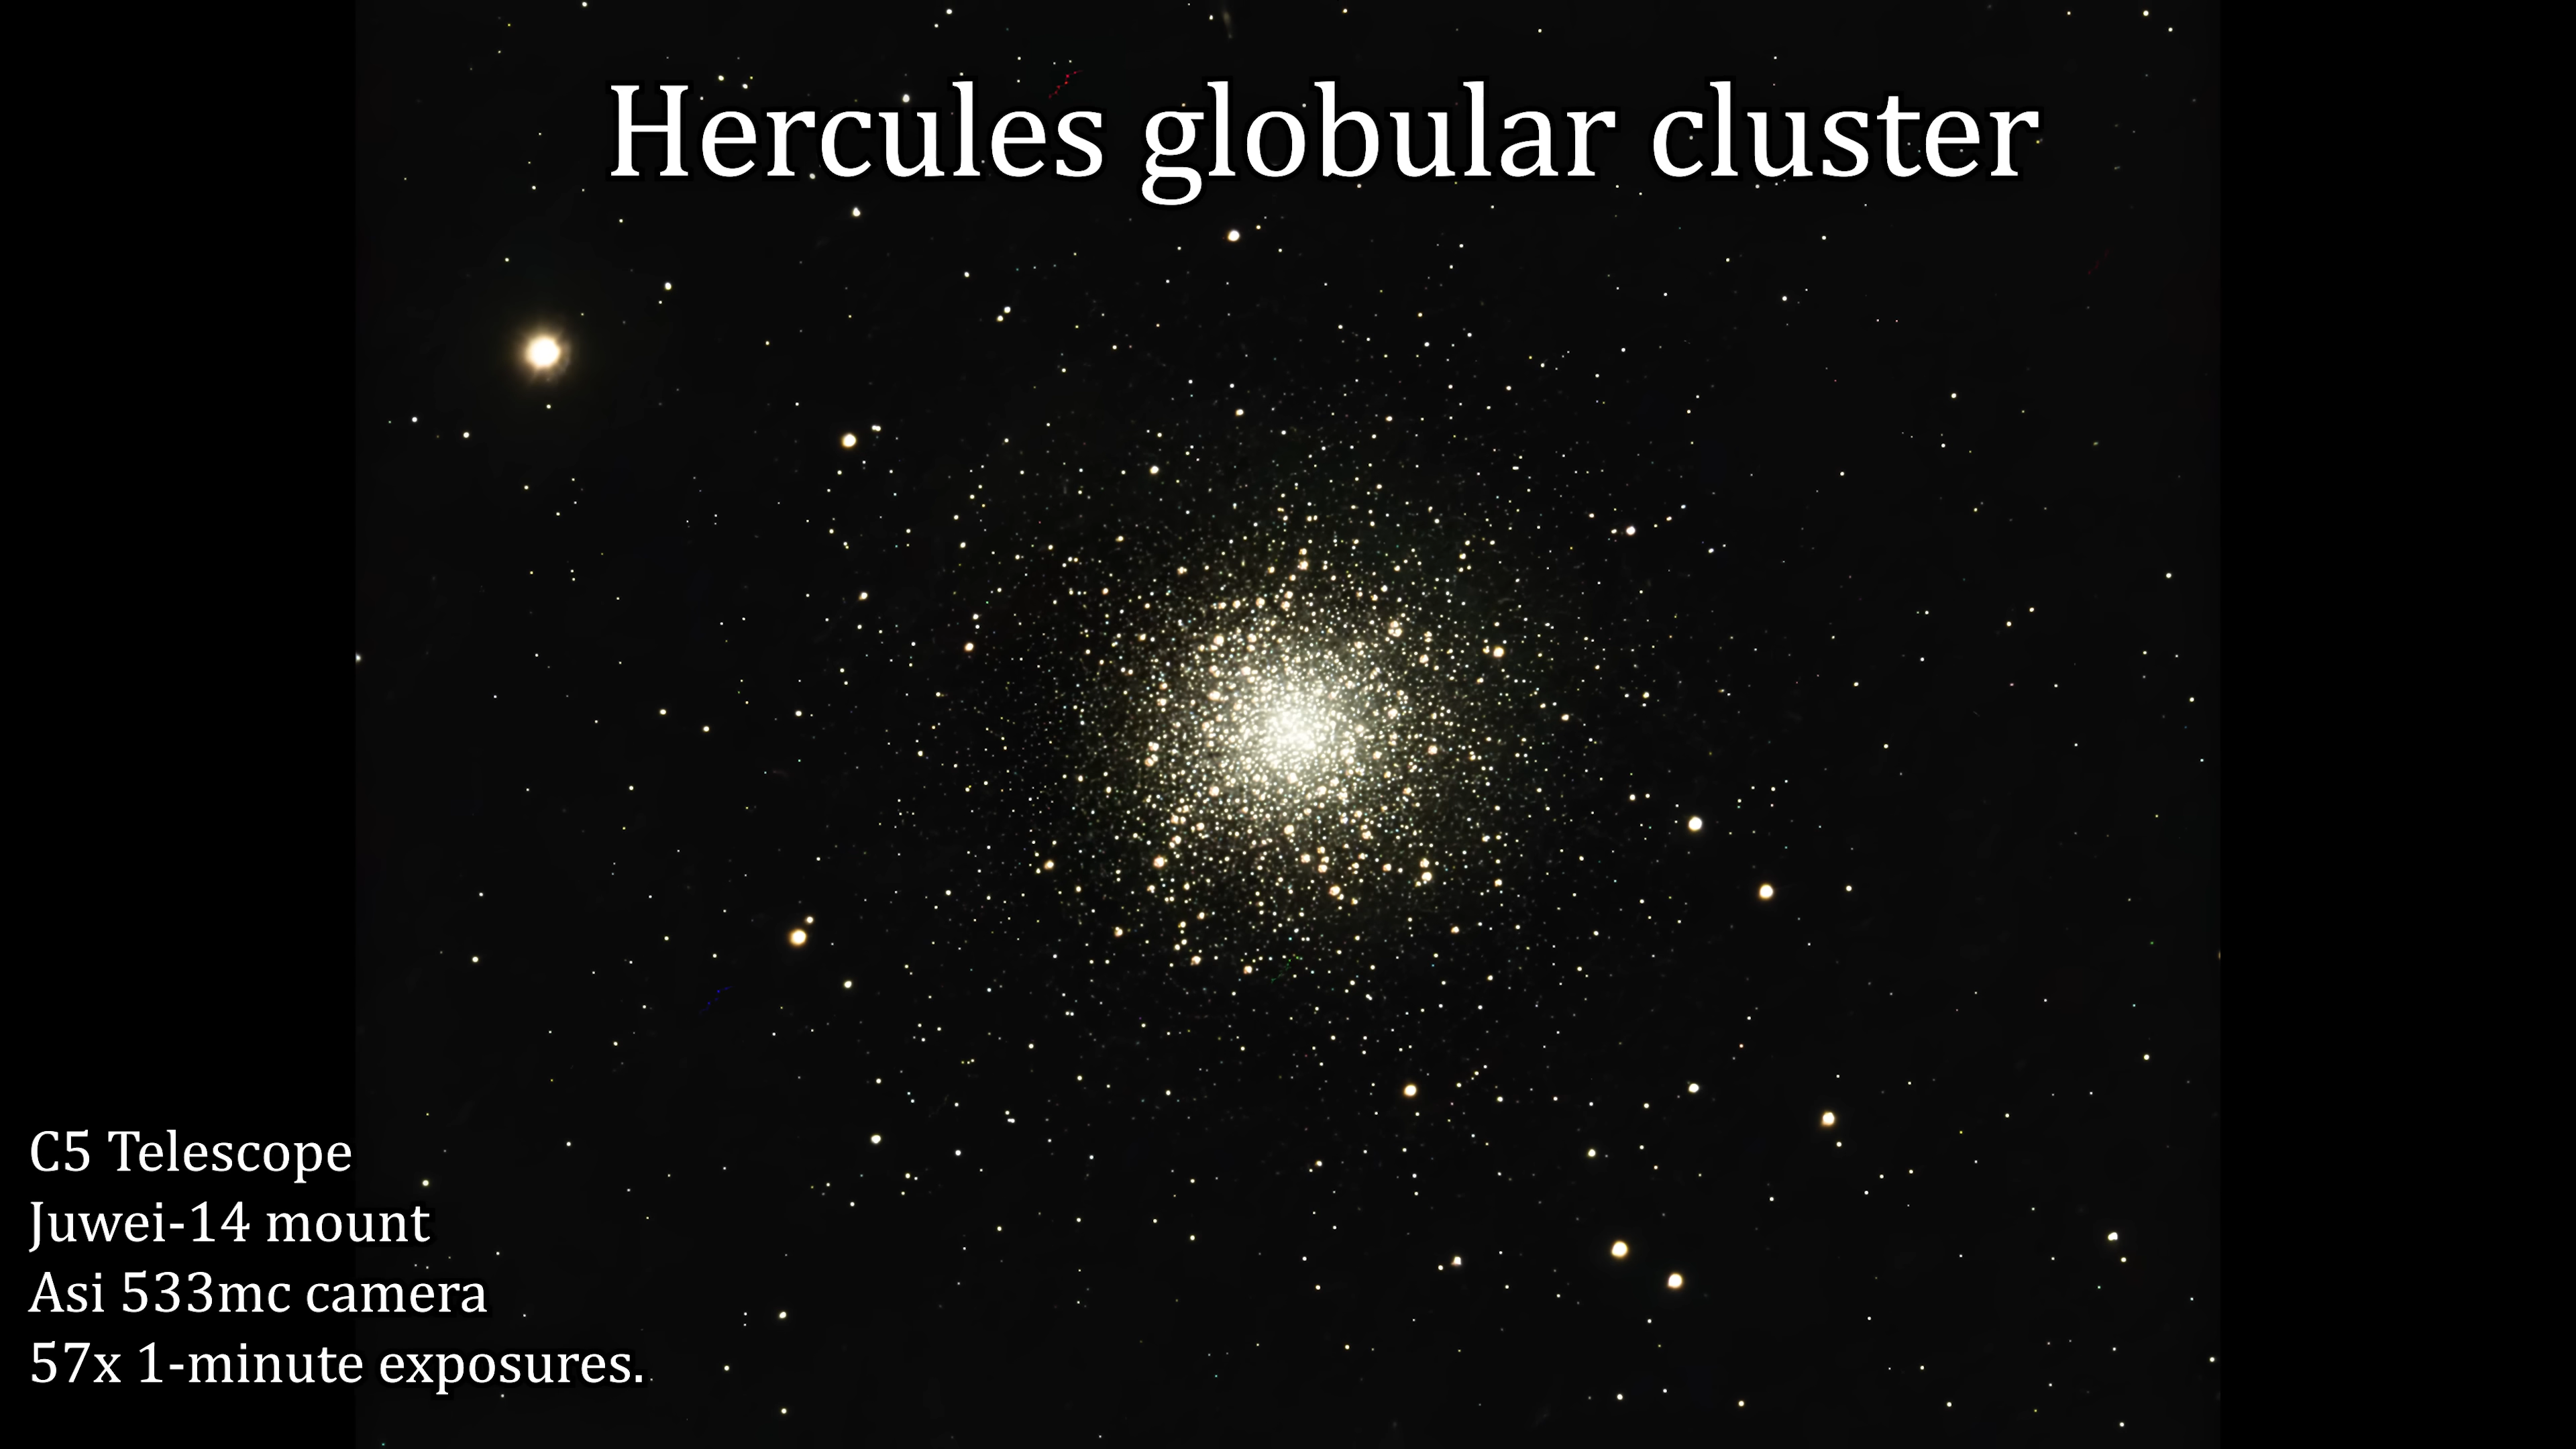 Hercules globular cluster
C5 Telescope
Juwei-14 mount
Asi 533mc camera
57x 1-minute exposures.